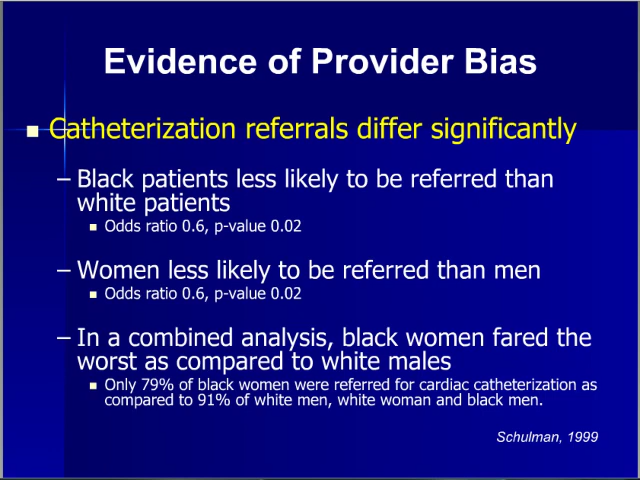 Evidence of Provider Bias
Catheterization referrals differ significantly
– Black patients less likely to be referred than
white patients
Odds ratio 0.6, p-value 0.02
– Women less likely to be referred than men
Odds ratio 0.6, p-value 0.02
– In a combined analysis, black women fared the
worst as compared to white males
Only 79% of black women were referred for cardiac catheterization as
compared to 91% of white men, white woman and black men.
Schulman, 1999